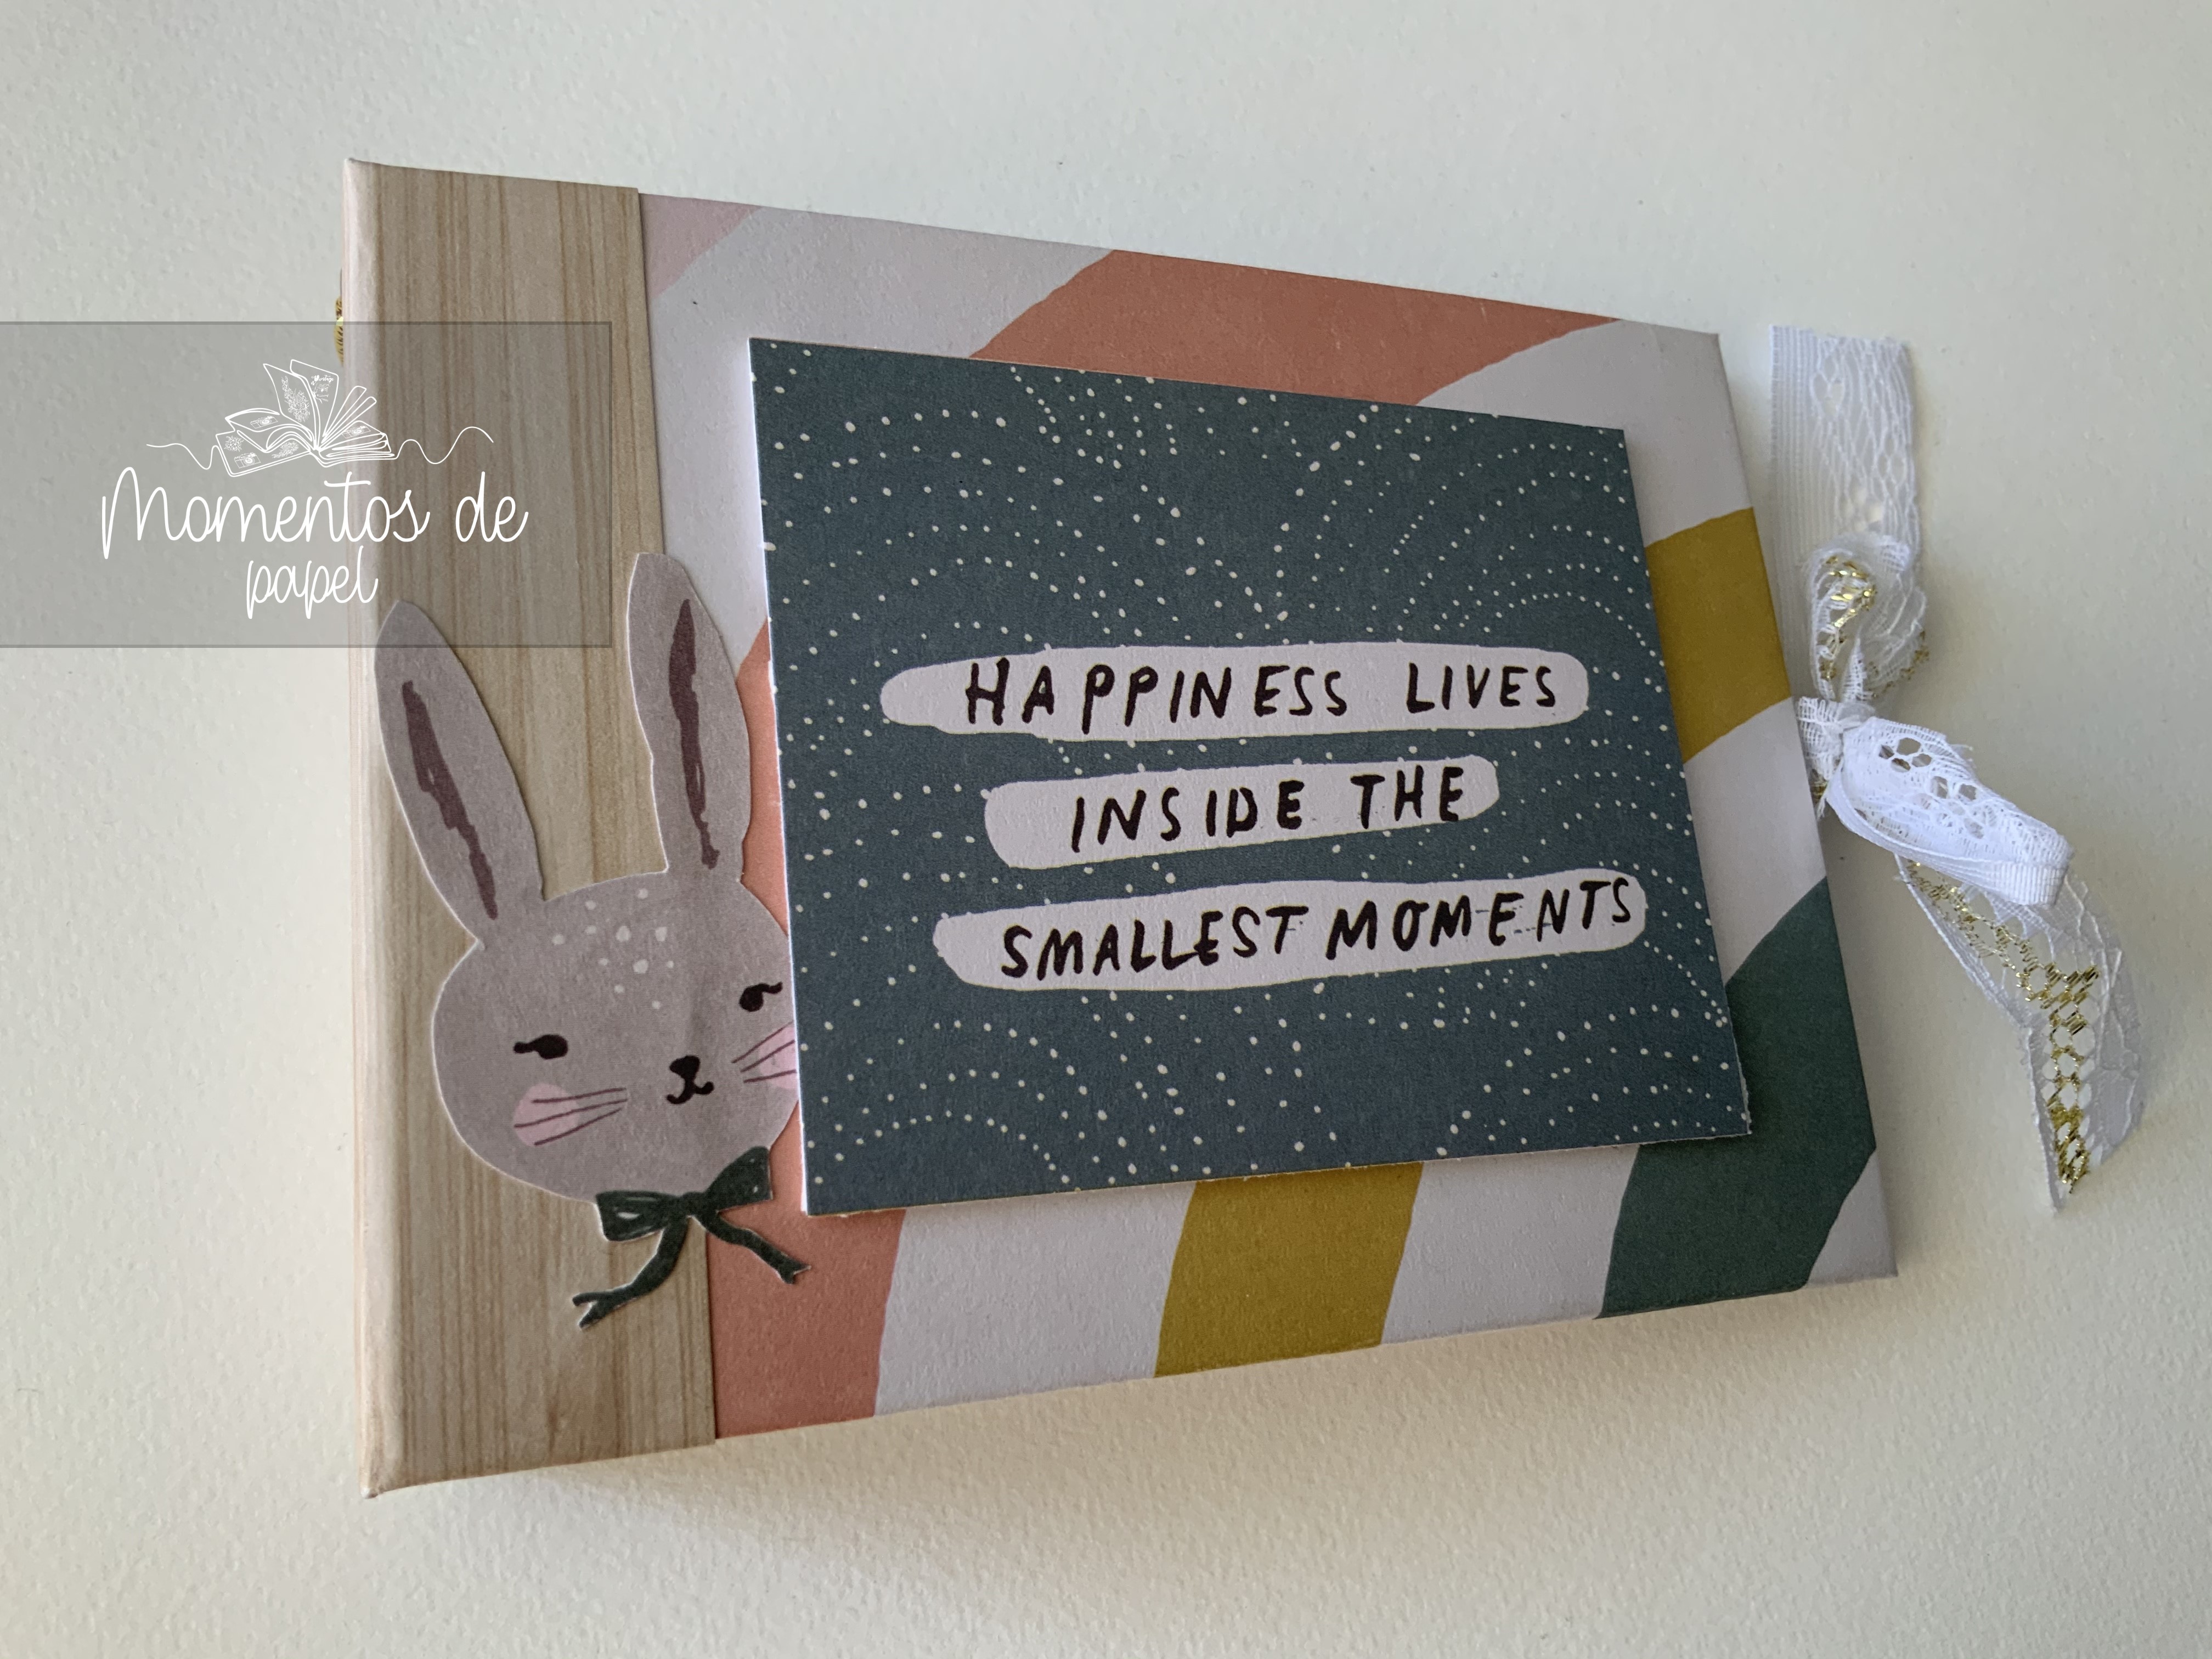 Momentos de
papel
HAPPINESS LIVES
INSIDE THE
SMALLEST MOMENTS